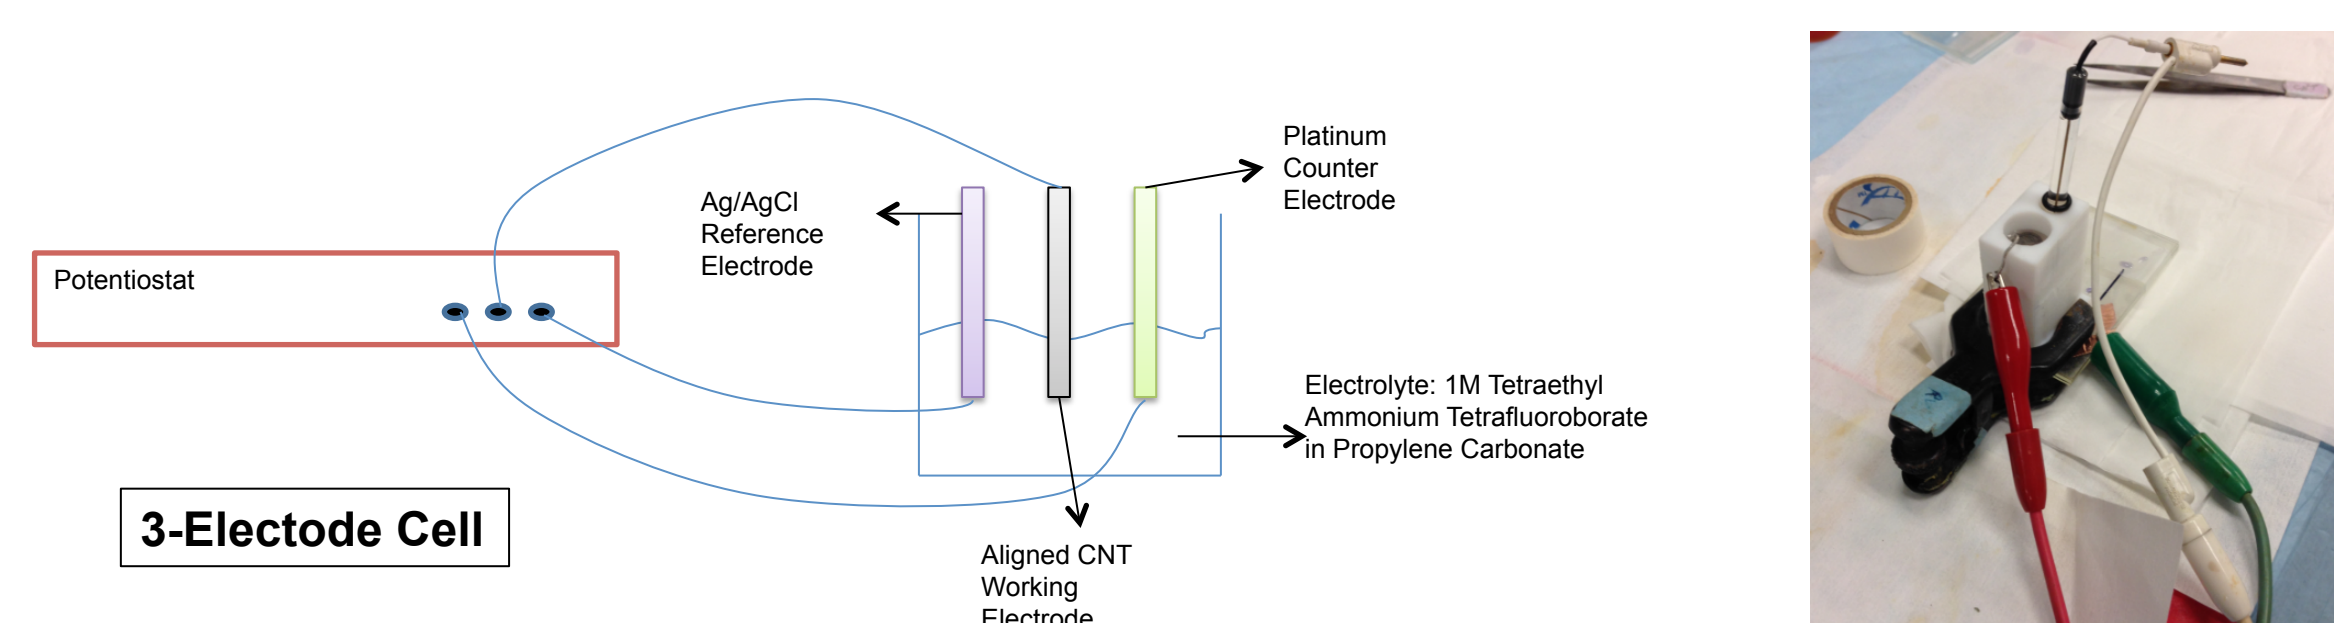 Potentiostat
Ag/AgCl
Reference
Electrode
Platinum
Counter
Electrode
Electrolyte: 1M Tetraethyl
Ammonium Tetrafluoroborate
in Propylene Carbonate
3-Electode Cell
Aligned CNT
Working
Electrode